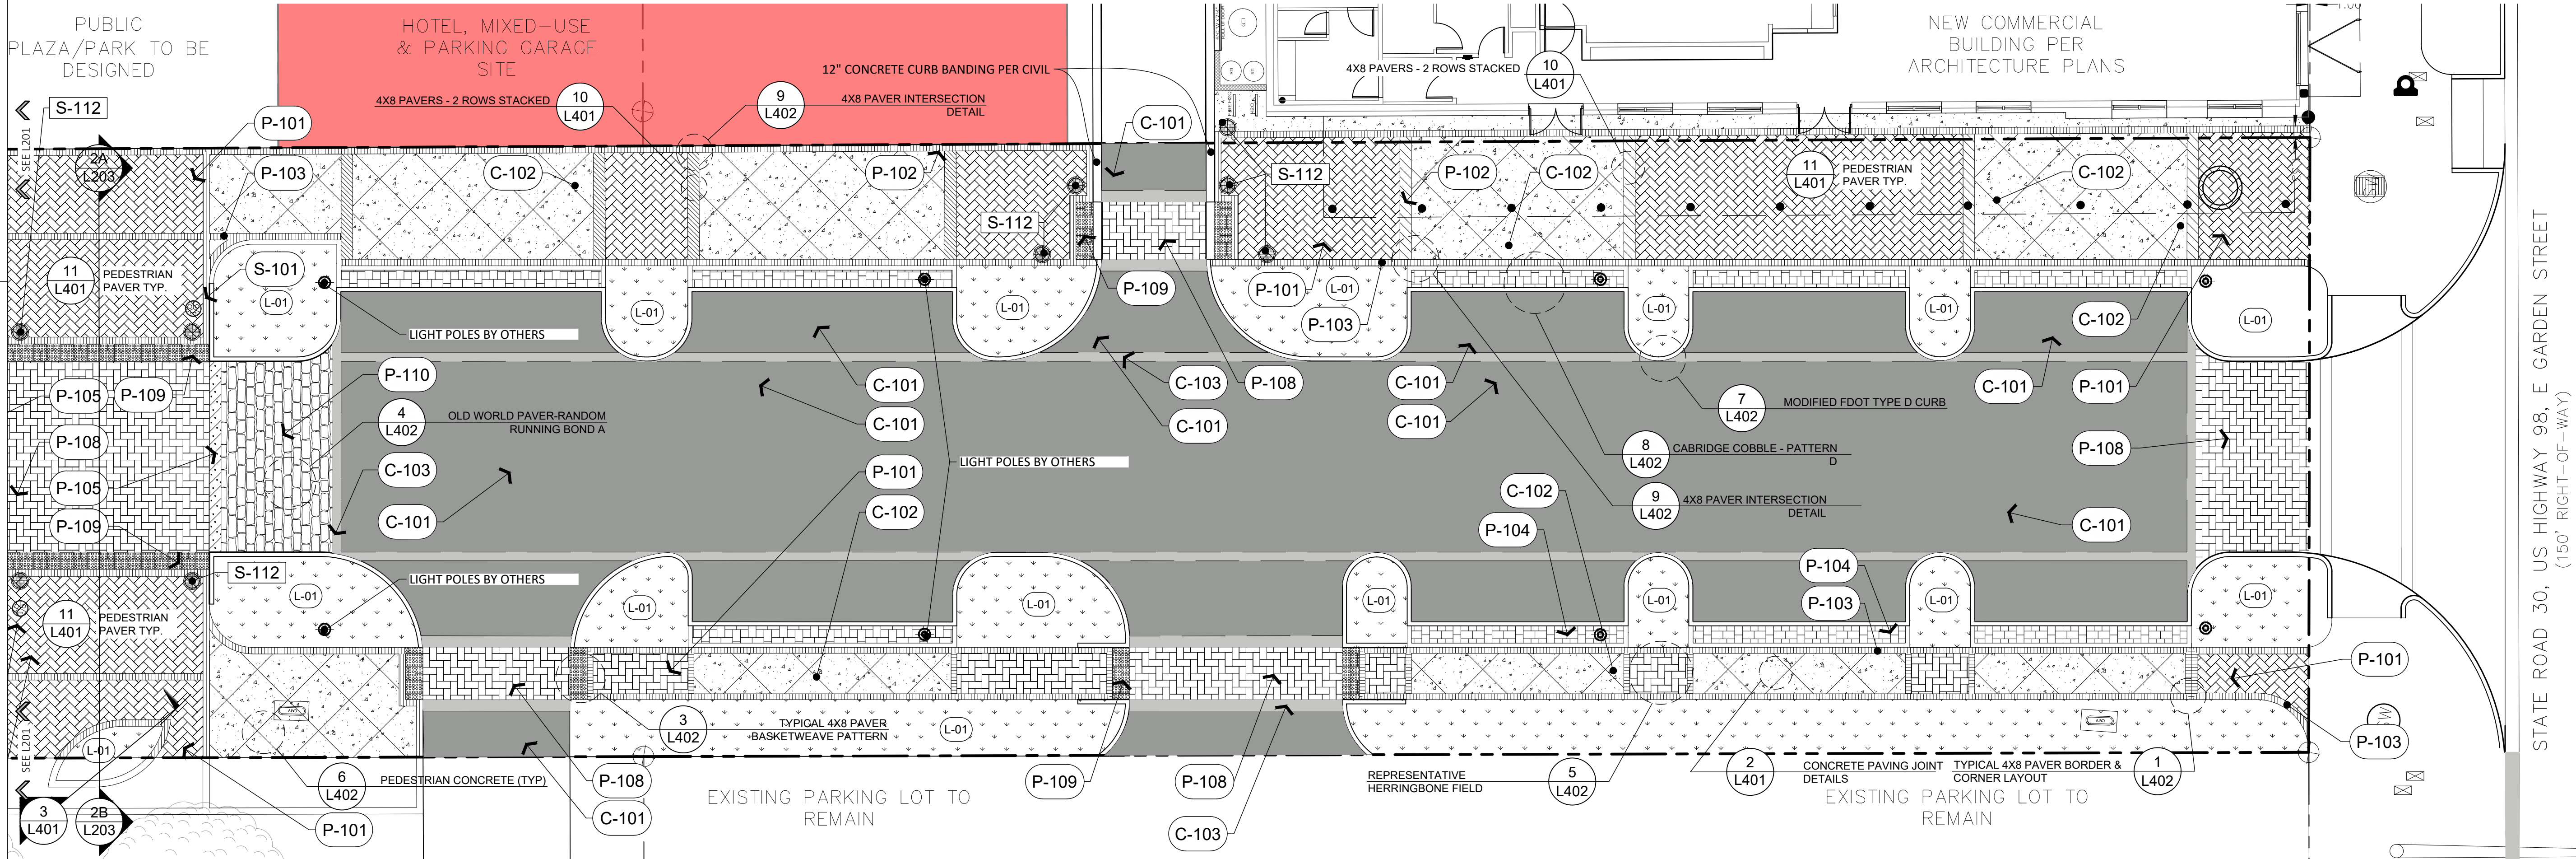 PUBLIC
PLAZA/PARK TO BE
DESIGNED
HOTEL, MIXED-USE
& PARKING GARAGE
SITE
NEW COMMERCIAL
BUILDING PER
ARCHITECTURE PLANS
1.00
12" CONCRETE CURB BANDING PER CIVIL
4X8 PAVERS - 2 ROWS STACKED
10
L401
9
L402
4X8 PAVER INTERSECTION
DETAIL
4X8 PAVERS - 2 ROWS STACKED
10
L401
S-112
SEE L201
2A
L203
P-101
P-103
C-102
P-102
C-101
S-112
S-112
P-102
C-102
11
L401
PEDESTRIAN
PAVER TYP.
C-102
11
L401
PEDESTRIAN
PAVER TYP.
S-101
L-01
L-01
L-01
P-109
P-101
L-01
P-103
L-01
L-01
C-102
L-01
LIGHT POLES BY OTHERS
P-105
P-109
P-110
C-101
C-101
C-103
C-101
P-108
C-101
C-101
C-101
P-101
4
L402
OLD WORLD PAVER-RANDOM
RUNNING BOND A
7
L402
MODIFIED FDOT TYPE D CURB
P-108
P-105
P-109
C-103
C-101
P-101
C-102
LIGHT POLES BY OTHERS
8
L402
CABRIDGE COBBLE - PATTERN
D
P-108
C-102
P-104
9
L402
4X8 PAVER INTERSECTION
DETAIL
C-101
S-112
LIGHT POLES BY OTHERS
P-104
P-103
L-01
L-01
L-01
L-01
L-01
L-01
L-01
11
L401
PEDESTRIAN
PAVER TYP.
P-101
SEE L201
L-01
CATV
3
L402
TYPICAL 4X8 PAVER
BASKETWEAVE PATTERN
L-01
CATV
P-103
6
L402
PEDESTRIAN CONCRETE (TYP)
P-108
C-101
P-109
P-108
C-103
REPRESENTATIVE
HERRINGBONE FIELD
5
L402
2
L401
CONCRETE PAVING JOINT
DETAILS
TYPICAL 4X8 PAVER BORDER &
CORNER LAYOUT
1
L402
3
L401
2B
L203
P-101
EXISTING PARKING LOT TO
REMAIN
EXISTING PARKING LOT TO
REMAIN
STATE ROAD 30, US HIGHWAY 98, E GARDEN STREET
(150' RIGHT-OF-WAY)